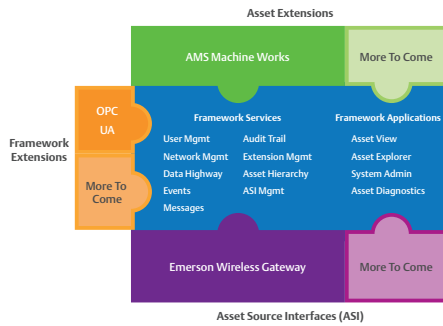 Asset Extensions
AMS Machine Works
More To Come
OPC
UA
Framework
Extensions
More To
Come
Framework Services
User Mgmt
Network Mgmt
Data Highway
Events
Messages
Audit Trail
Extension Mgmt
Asset Hierarchy
ASI Mgmt
Framework Applications
Asset View
Asset Explorer
System Admin
Asset Diagnostics
Emerson Wireless Gateway
More To Come
Asset Source Interfaces (ASI)